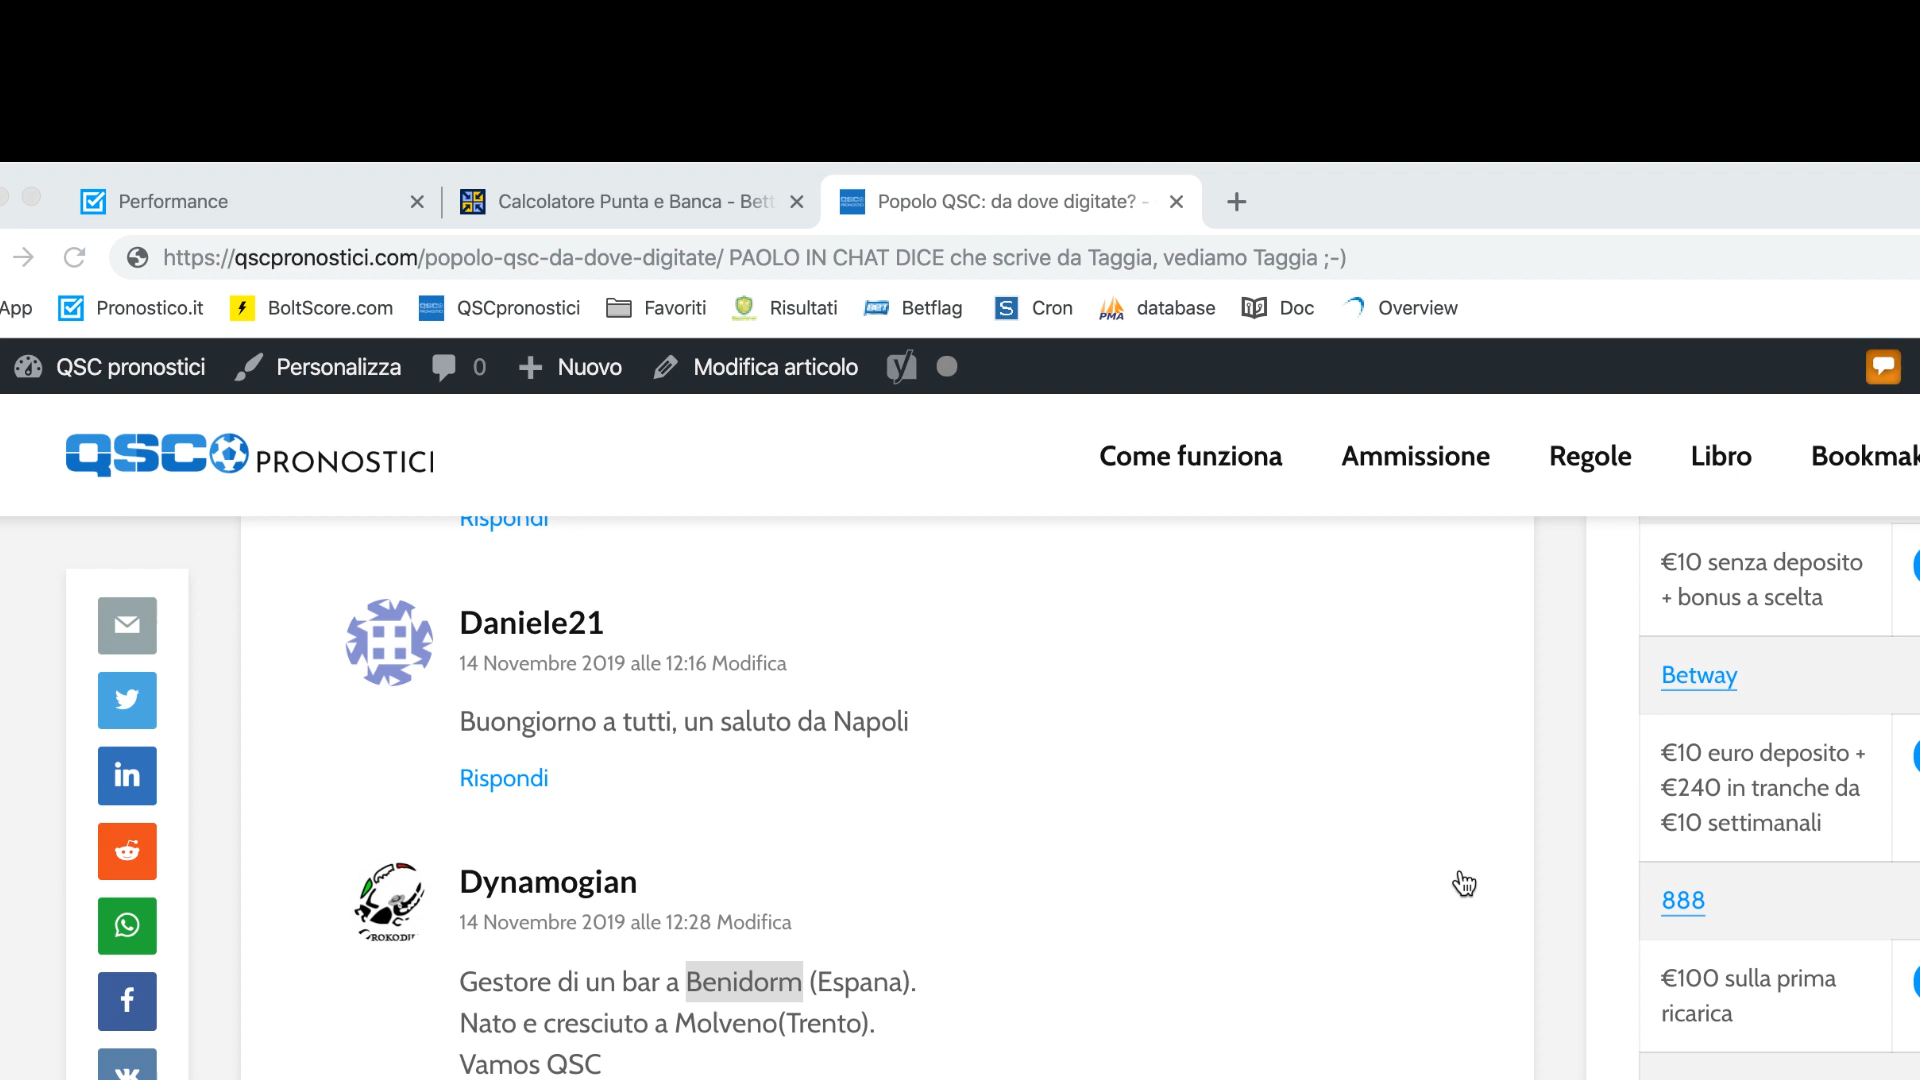 Performance
Calcolatore Punta e Banca - Bett
Popolo QSC: da dove digitate? -
https://qscpronostici.com/popolo-qsc-da-dove-digitate/ PAOLO IN CHAT DICE che scrive da Taggia, vediamo Taggia ;-)
App Pronostico.it BoltScore.com QSCpronostici Favoriti Risultati Betflag Cron database Doc Overview
QSC pronostici Personalizza 0 Nuovo Modifica articolo
QSC PRONOSTICI
Come funziona Ammissione Regole Libro Bookmak
Rispondi
Daniele21
14 Novembre 2019 alle 12:16 Modifica
Buongiorno a tutti, un saluto da Napoli
Rispondi
Dynamogian
14 Novembre 2019 alle 12:28 Modifica
Gestore di un bar a Benidorm (Espana).
Nato e cresciuto a Molveno(Trento).
Vamos QSC
€10 senza deposito
+ bonus a scelta
Betway
€10 euro deposito +
€240 in tranche da
€10 settimanali
888
€100 sulla prima
ricarica